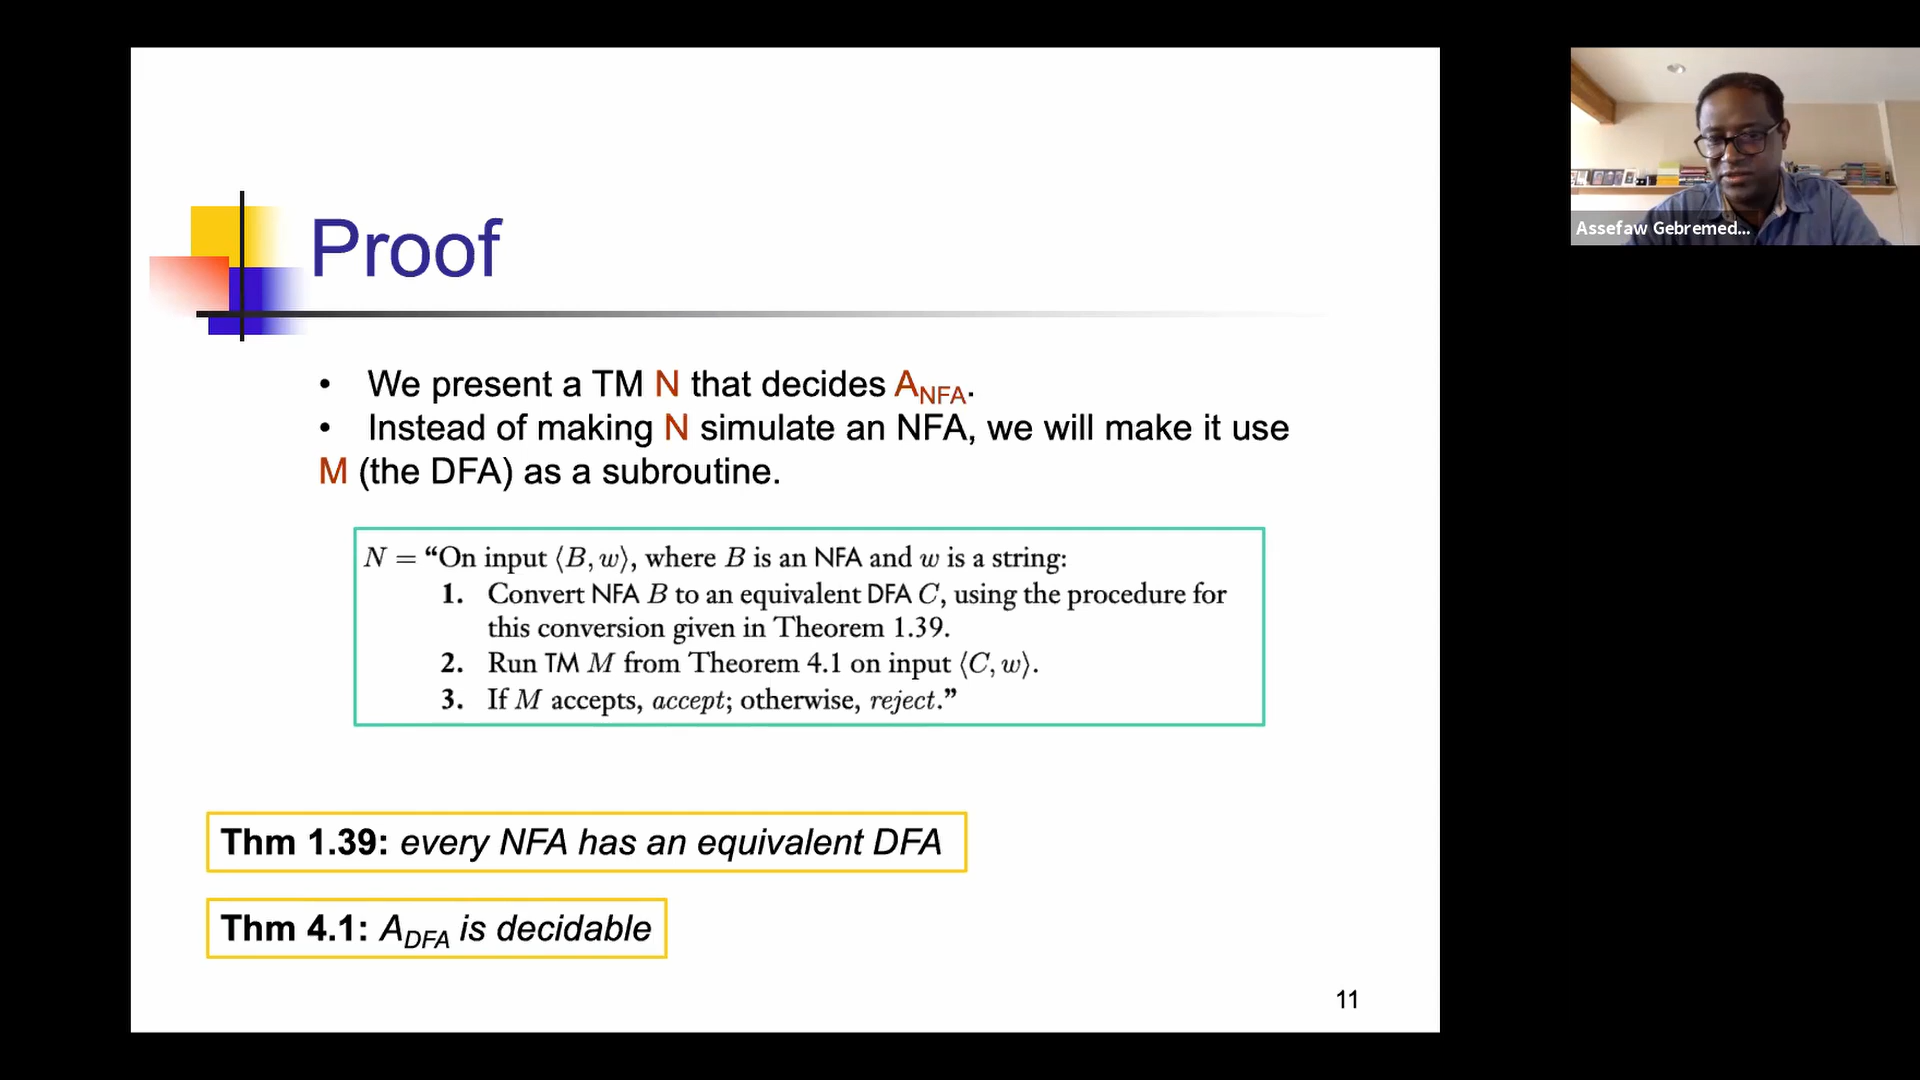 Proof
• We present a TM N that decides A_NFA.
• Instead of making N simulate an NFA, we will make it use
M (the DFA) as a subroutine.
N = “On input ⟨B, w⟩, where B is an NFA and w is a string:
1. Convert NFA B to an equivalent DFA C, using the procedure for
this conversion given in Theorem 1.39.
2. Run TM M from Theorem 4.1 on input ⟨C, w⟩.
3. If M accepts, accept; otherwise, reject.”
Thm 1.39: every NFA has an equivalent DFA
Thm 4.1: A_DFA is decidable
11
Assefaw Gebremed...